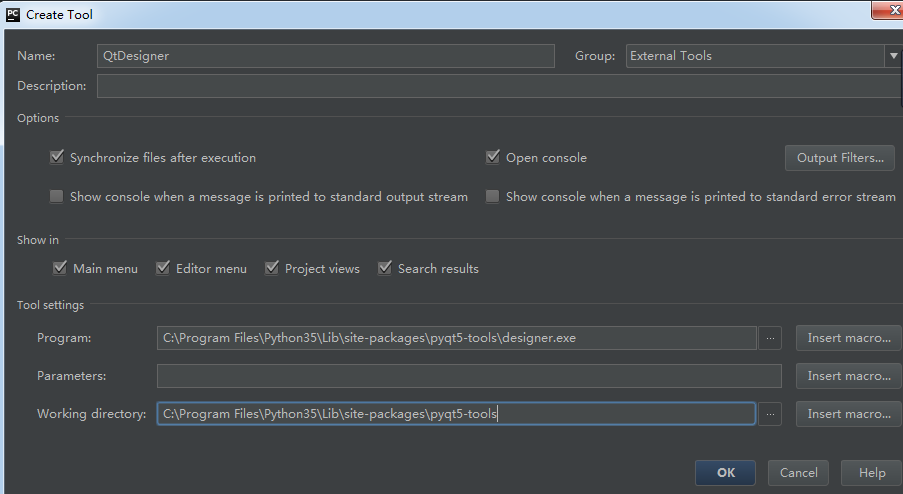 PC Create Tool
Name: QtDesigner Group: External Tools
Description:
Options
Synchronize files after execution Open console Output Filters...
Show console when a message is printed to standard output stream Show console when a message is printed to standard error stream
Show in
Main menu Editor menu Project views Search results
Tool settings
Program: C:\Program Files\Python35\Lib\site-packages\pyqt5-tools\designer.exe ... Insert macro...
Parameters: Insert macro...
Working directory: C:\Program Files\Python35\Lib\site-packages\pyqt5-tools ... Insert macro...
OK Cancel Help